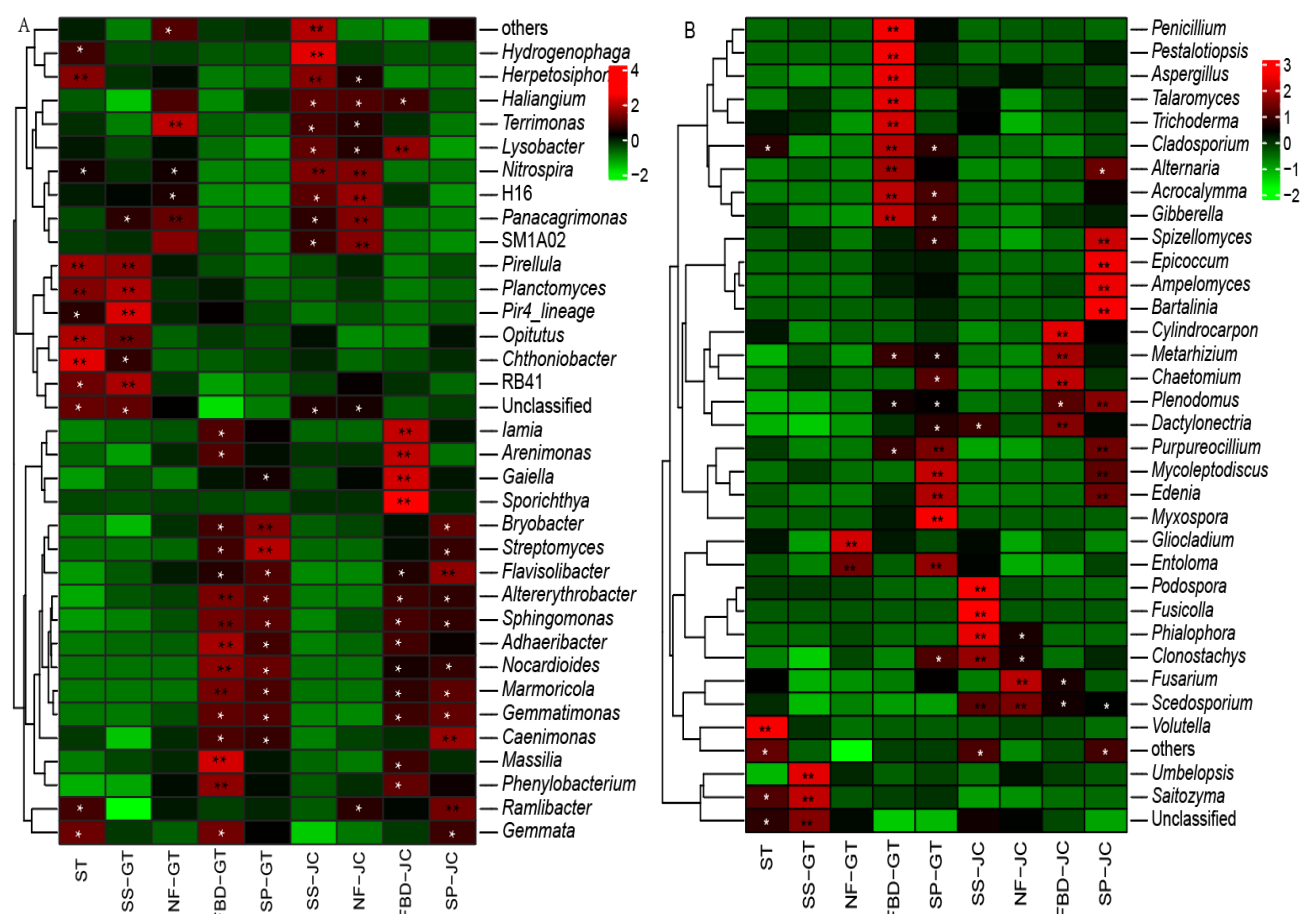 A
others
Hydrogenophaga
Herpetosiphon
Haliangium
Terrimonas
Lysobacter
Nitrospira
H16
Panacagrimonas
SM1A02
Pirellula
Planctomyces
Pir4_lineage
Opitutus
Chthoniobacter
RB41
Unclassified
Iamia
Arenimonas
Gaiella
Sporichthya
Bryobacter
Streptomyces
Flavisolibacter
Altererythrobacter
Sphingomonas
Adhaeribacter
Nocardioides
Marmoricola
Gemmatimonas
Caenimonas
Massilia
Phenylobacterium
Ramlibacter
Gemmata
4
2
0
−2
ST
SS−GT
NF−GT
FBD−GT
SP−GT
SS−JC
NF−JC
FBD−JC
SP−JC
B
Penicillium
Pestalotiopsis
Aspergillus
Talaromyces
Trichoderma
Cladosporium
Alternaria
Acrocalymma
Gibberella
Spizellomyces
Epicoccum
Ampelomyces
Bartalinia
Cylindrocarpon
Metarhizium
Chaetomium
Plenodomus
Dactylonectria
Purpureocillium
Mycoleptodiscus
Edenia
Myxospora
Gliocladium
Entoloma
Podospora
Fusicolla
Phialophora
Clonostachys
Fusarium
Scedosporium
Volutella
others
Umbelopsis
Saitozyma
Unclassified
3
2
1
0
−1
−2
ST
SS−GT
NF−GT
FBD−GT
SP−GT
SS−JC
NF−JC
FBD−JC
SP−JC